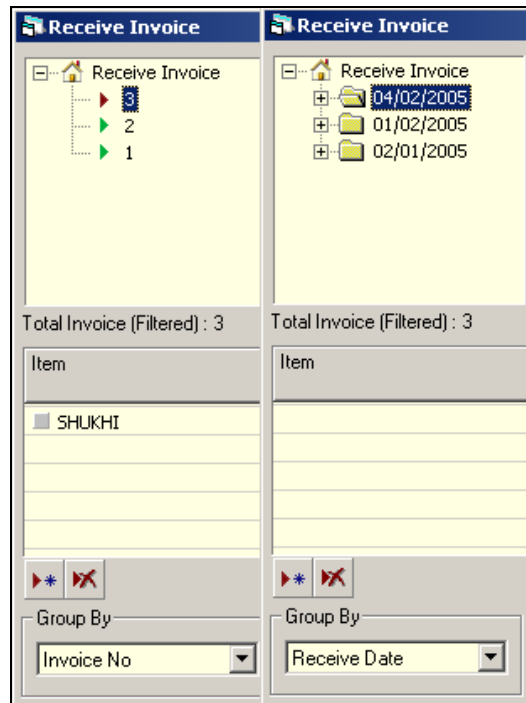 Receive Invoice
Receive Invoice
3
2
1
Total Invoice (Filtered) : 3
Item
SHUKHI
Group By
Invoice No
Receive Invoice
Receive Invoice
04/02/2005
01/02/2005
02/01/2005
Total Invoice (Filtered) : 3
Item
Group By
Receive Date